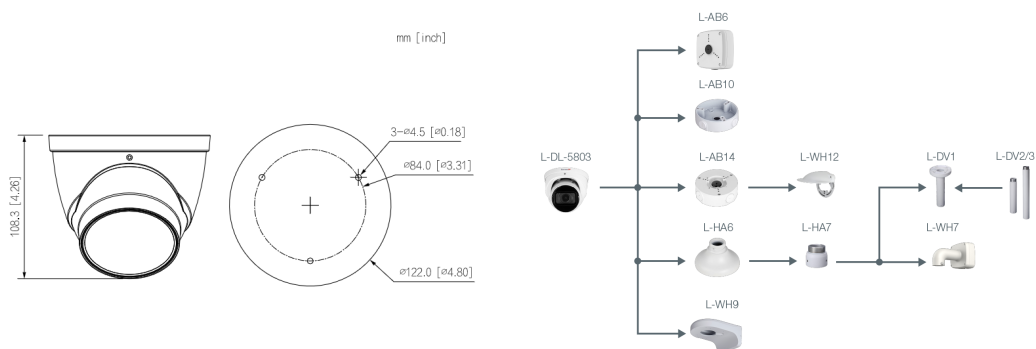 mm [inch]
108.3 [4.26]
3-ø4.5 [ø0.18]
ø84.0 [ø3.31]
ø122.0 [ø4.80]
L-AB6
L-AB10
L-DL-5803
L-AB14
L-WH12
L-DV1
L-DV2/3
L-HA6
L-HA7
L-WH7
L-WH9